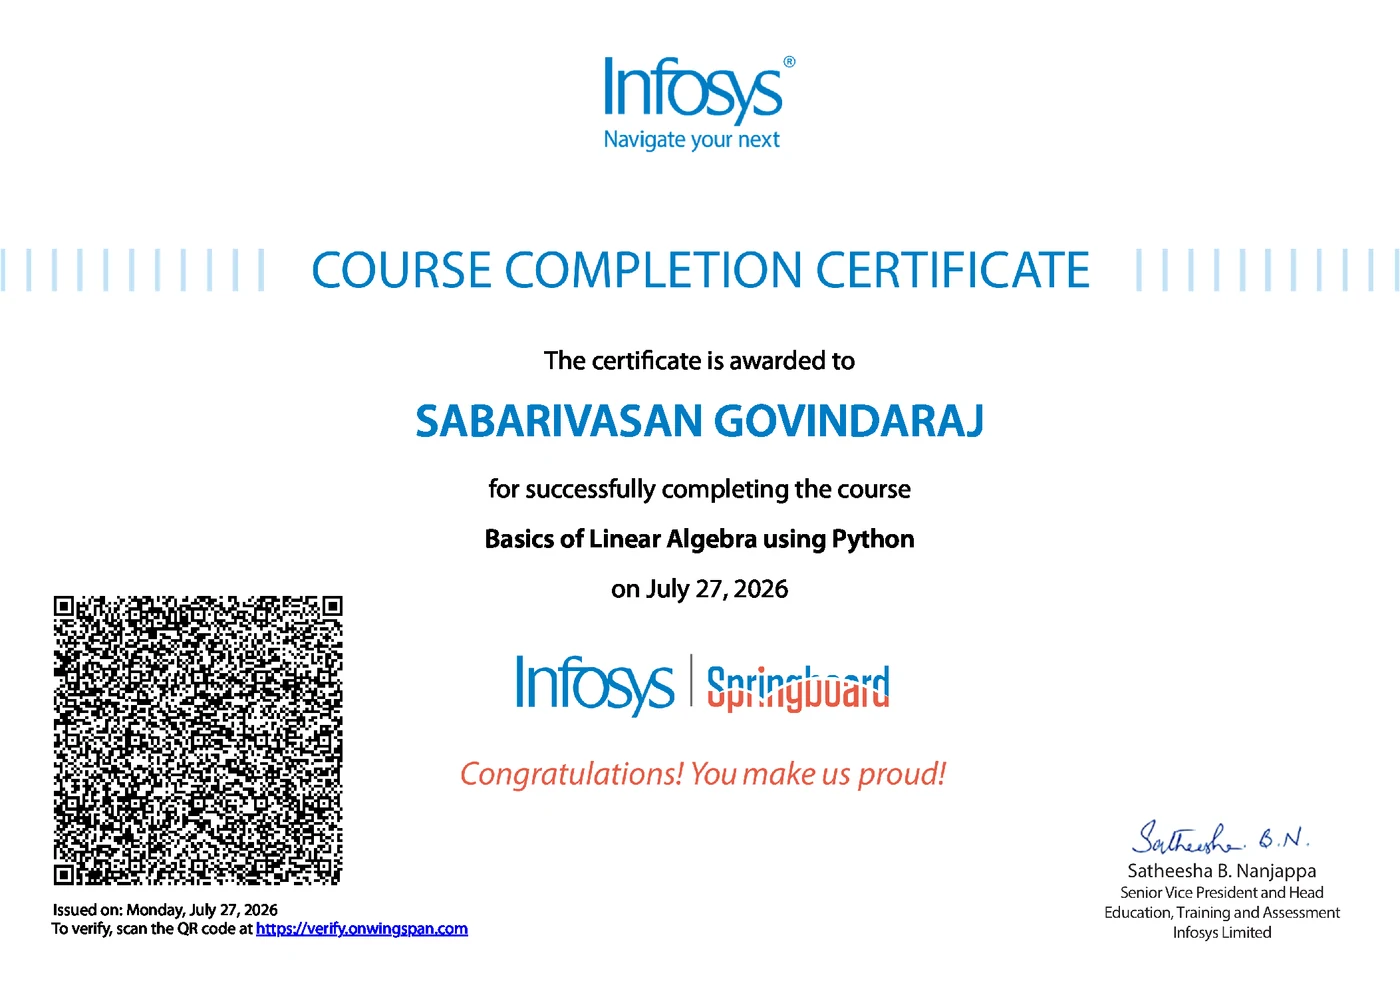 Infosys®
Navigate your next
COURSE COMPLETION CERTIFICATE
The certificate is awarded to
SABARIVASAN GOVINDARAJ
for successfully completing the course
Basics of Linear Algebra using Python
on July 27, 2026
Infosys | Springboard
Congratulations! You make us proud!
Satheesha B.N.
Satheesha B. Nanjappa
Senior Vice President and Head
Education, Training and Assessment
Infosys Limited
Issued on: Monday, July 27, 2026
To verify, scan the QR code at https://verify.onwingspan.com